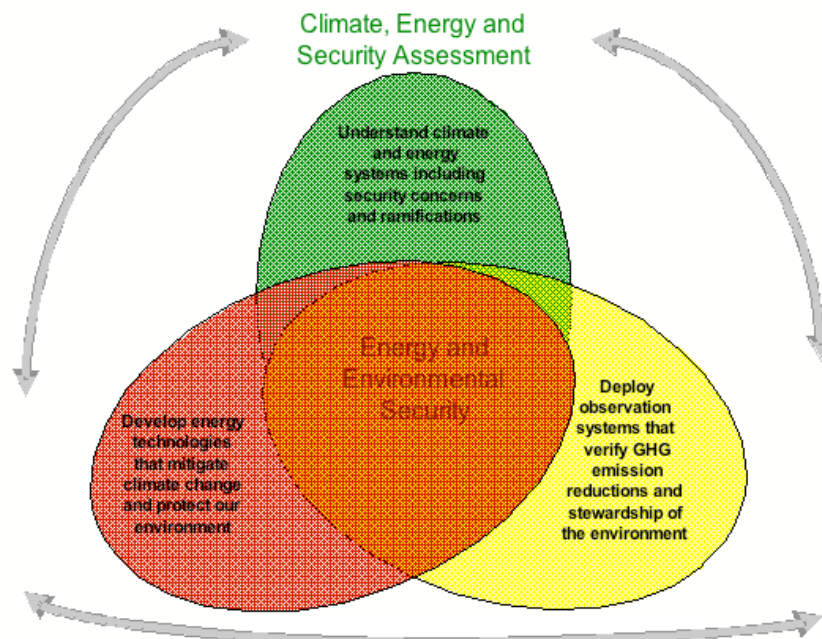 Climate, Energy and
Security Assessment
Understand climate
and energy
systems including
security concerns
and ramifications
Energy and
Environmental
Security
Develop energy
technologies
that mitigate
climate change
and protect our
environment
Deploy
observation
systems that
verify GHG
emission
reductions and
stewardship of
the environment